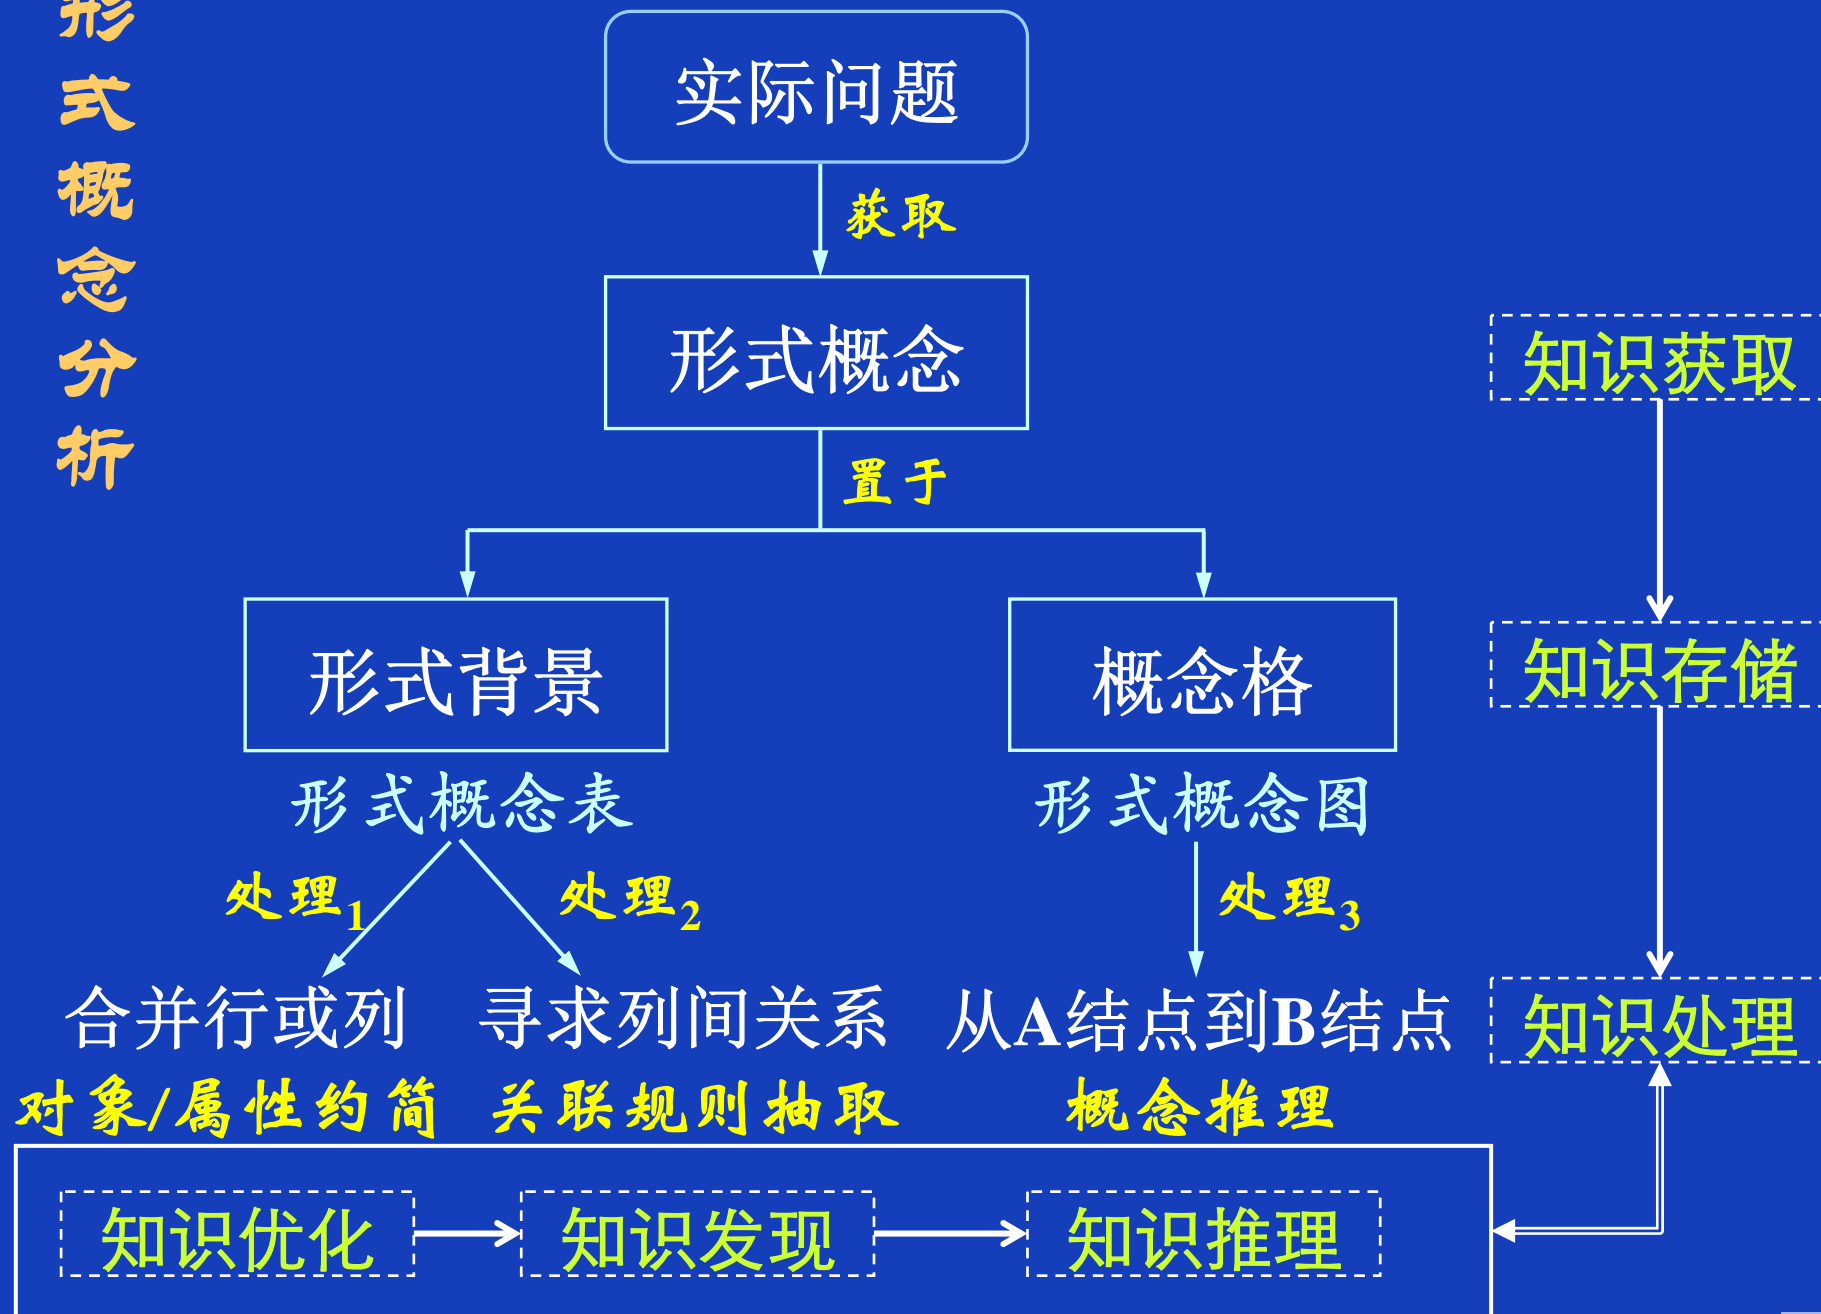 形式概念分析
实际问题
获取
形式概念
知识获取
置于
形式背景
概念格
知识存储
形式概念表
形式概念图
处理1
处理2
处理3
合并行或列
寻求列间关系
从A结点到B结点
知识处理
对象/属性约简
关联规则抽取
概念推理
知识优化
知识发现
知识推理